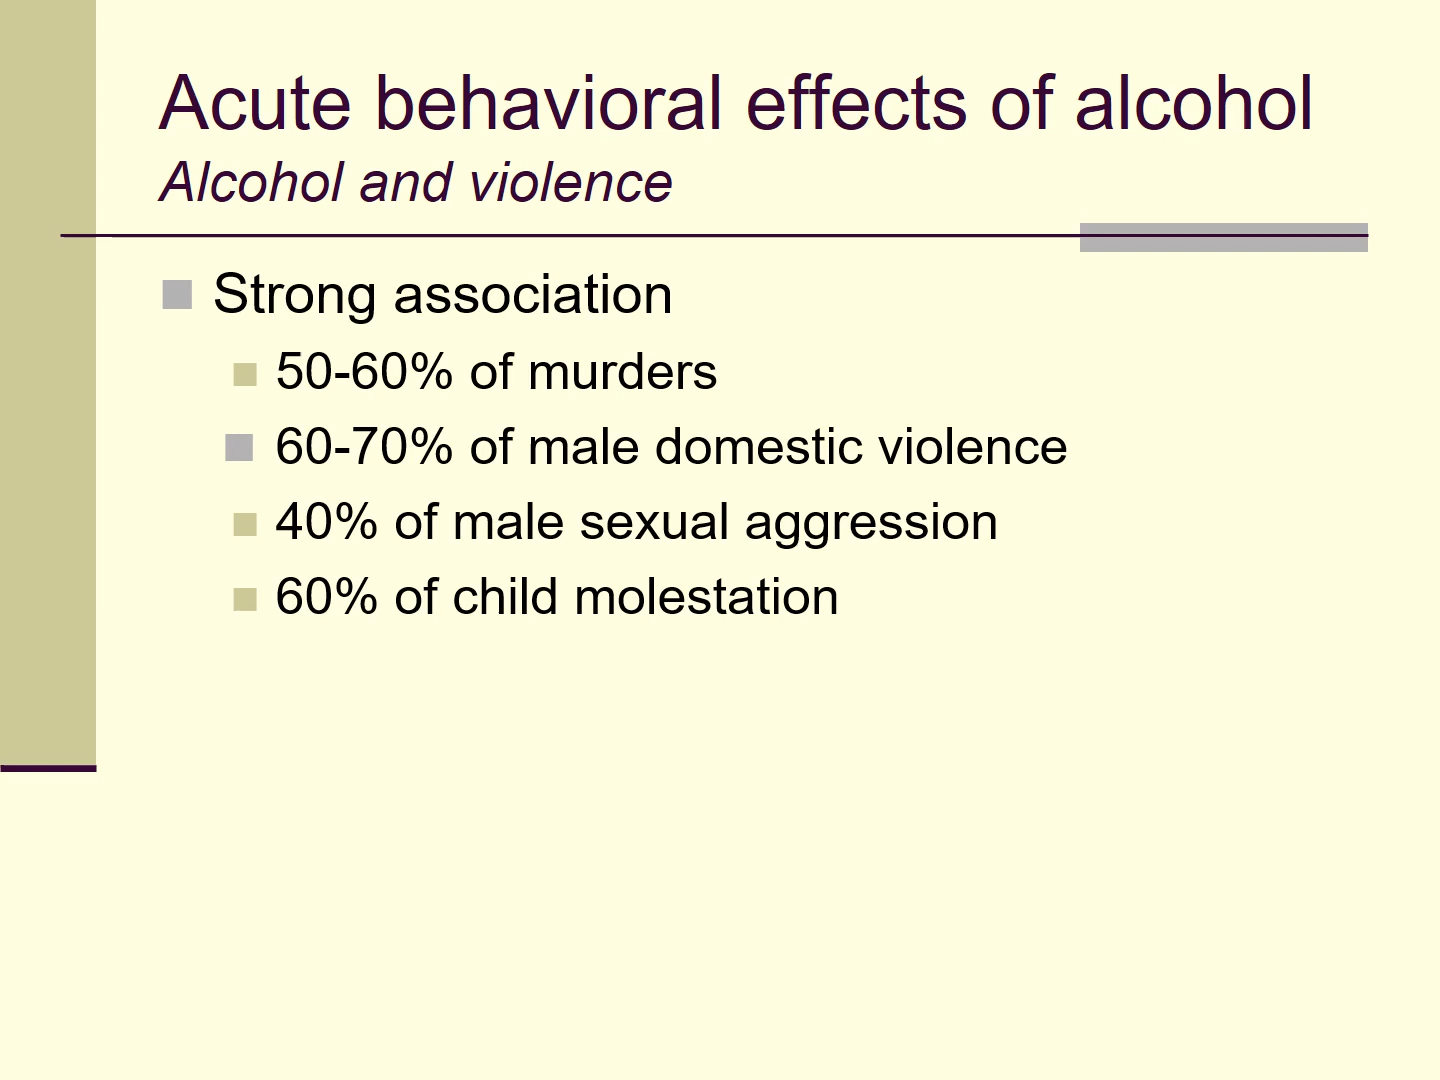 Acute behavioral effects of alcohol
Alcohol and violence
Strong association
50-60% of murders
60-70% of male domestic violence
40% of male sexual aggression
60% of child molestation